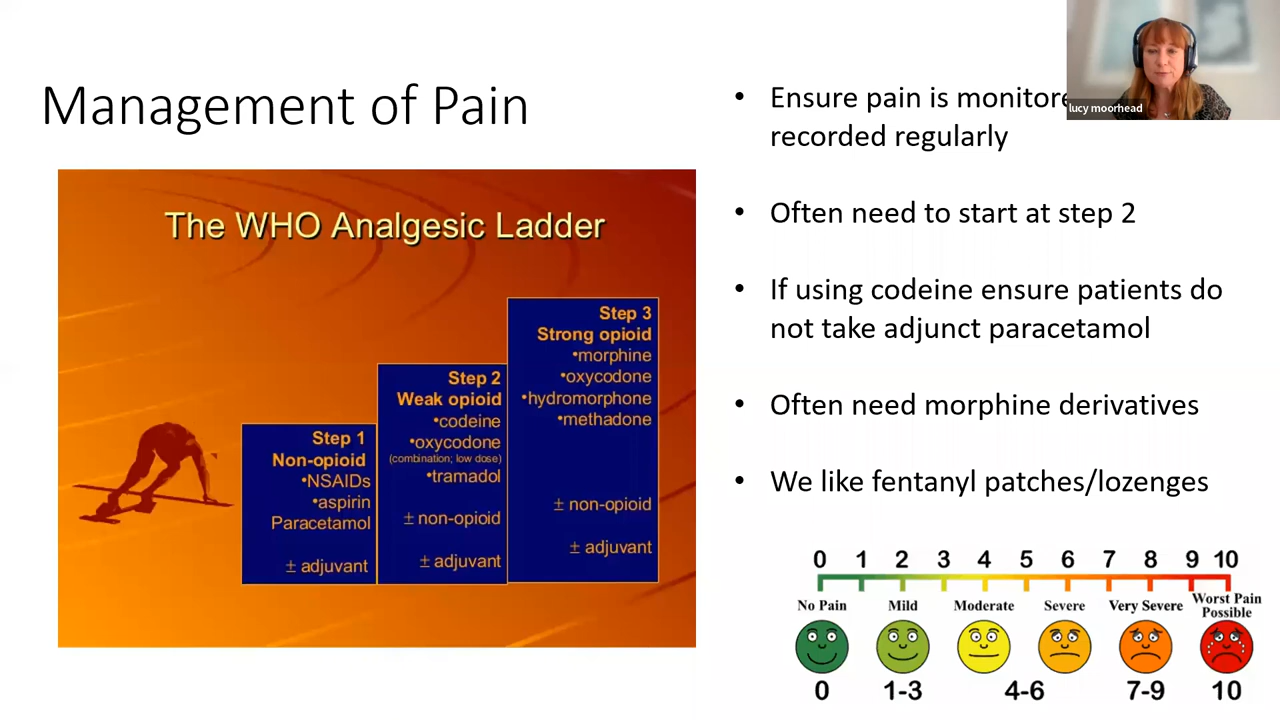 Management of Pain
The WHO Analgesic Ladder
Step 1
Non-opioid
•NSAIDs
•aspirin
Paracetamol
± adjuvant
Step 2
Weak opioid
•codeine
•oxycodone
(combination; low dose)
•tramadol
± non-opioid
± adjuvant
Step 3
Strong opioid
•morphine
•oxycodone
•hydromorphone
•methadone
± non-opioid
± adjuvant
• Ensure pain is
recorded regularly
• Often need to start at step 2
• If using codeine ensure patients do
not take adjunct paracetamol
• Often need morphine derivatives
• We like fentanyl patches/lozenges
lucy moorhead
0 1 2 3 4 5 6 7 8 9 10
No Pain Mild Moderate Severe Very Severe Worst Pain
Possible
0 1-3 4-6 7-9 10